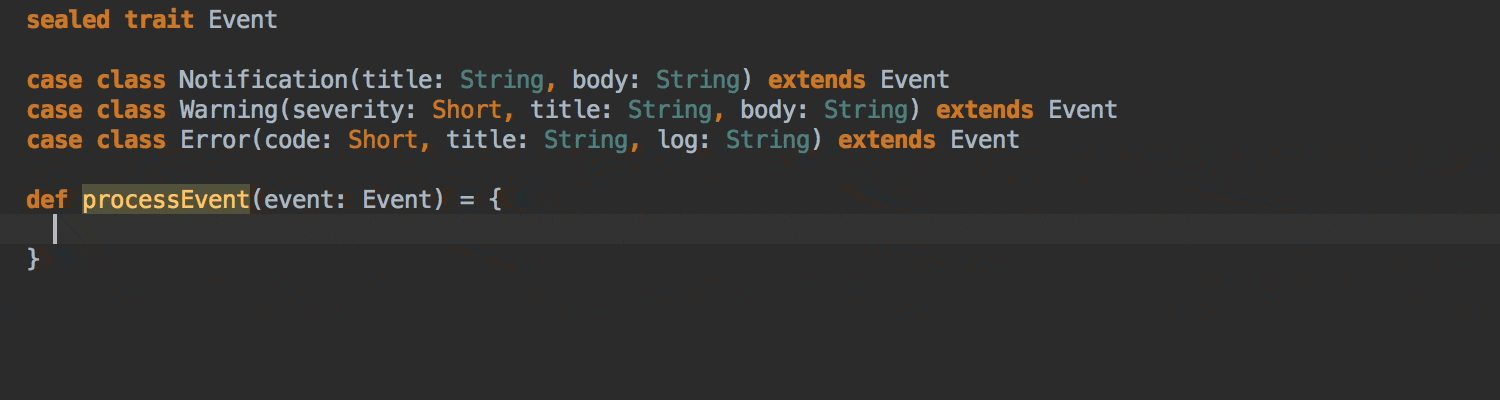 sealed trait Event
case class Notification(title: String, body: String) extends Event
case class Warning(severity: Short, title: String, body: String) extends Event
case class Error(code: Short, title: String, log: String) extends Event
def processEvent(event: Event) = {
}